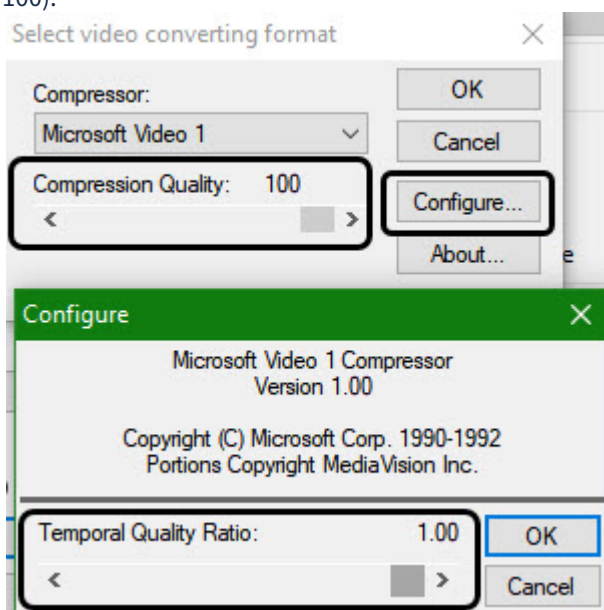 100).
Select video converting format
Compressor:
OK
Microsoft Video 1
Cancel
Compression Quality: 100
Configure...
About...
e
Configure
Microsoft Video 1 Compressor
Version 1.00
Copyright (C) Microsoft Corp. 1990-1992
Portions Copyright MediaVision Inc.
Temporal Quality Ratio: 1.00
OK
Cancel